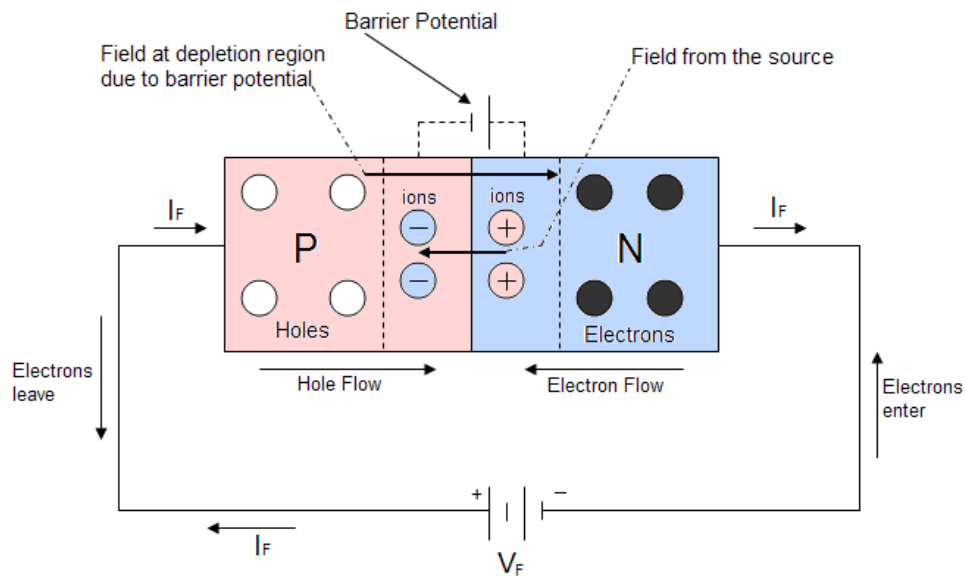 Barrier Potential
Field at depletion region
due to barrier potential
Field from the source
ions
ions
IF
IF
−
+
P
N
−
+
Holes
Electrons
Electrons
leave
Hole Flow
Electron Flow
Electrons
enter
+
−
IF
VF